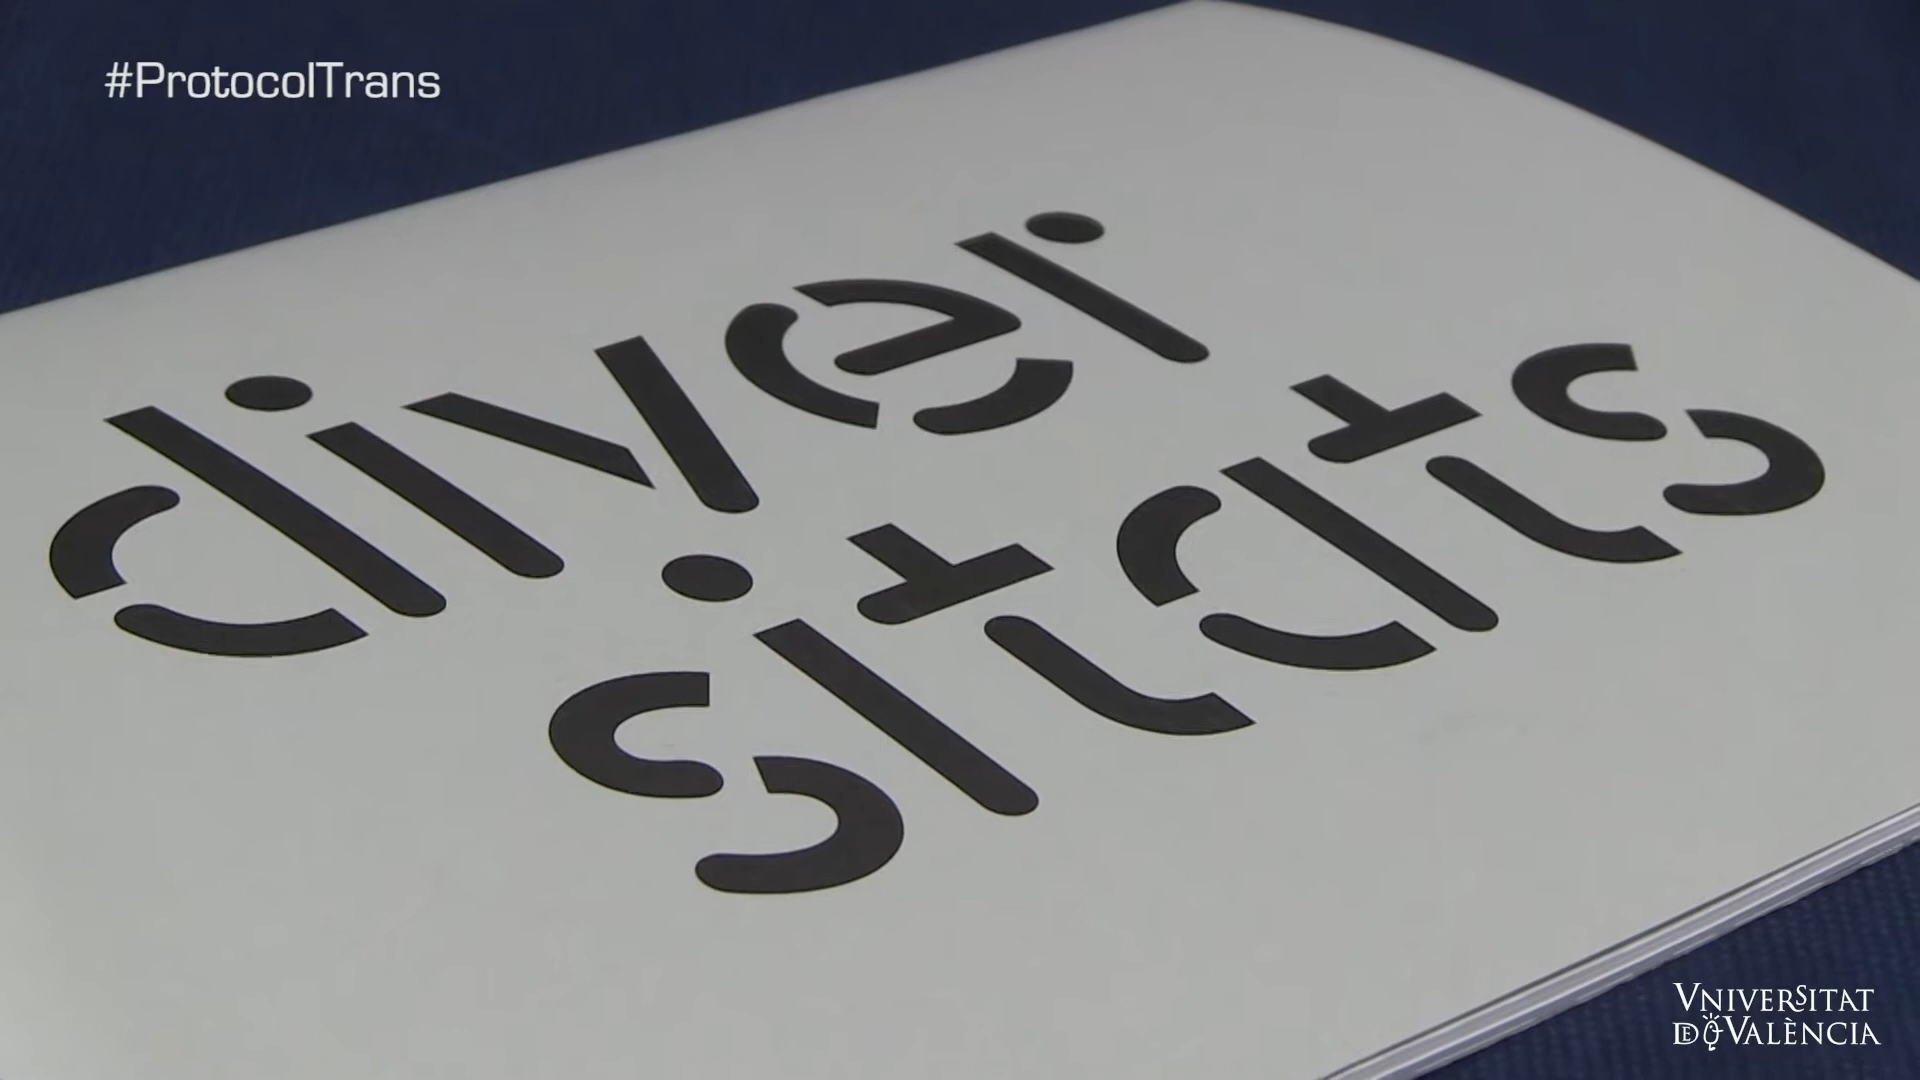 #ProtocolTrans
diver
sitats
VNIVERSITAT
DE VALÈNCIA